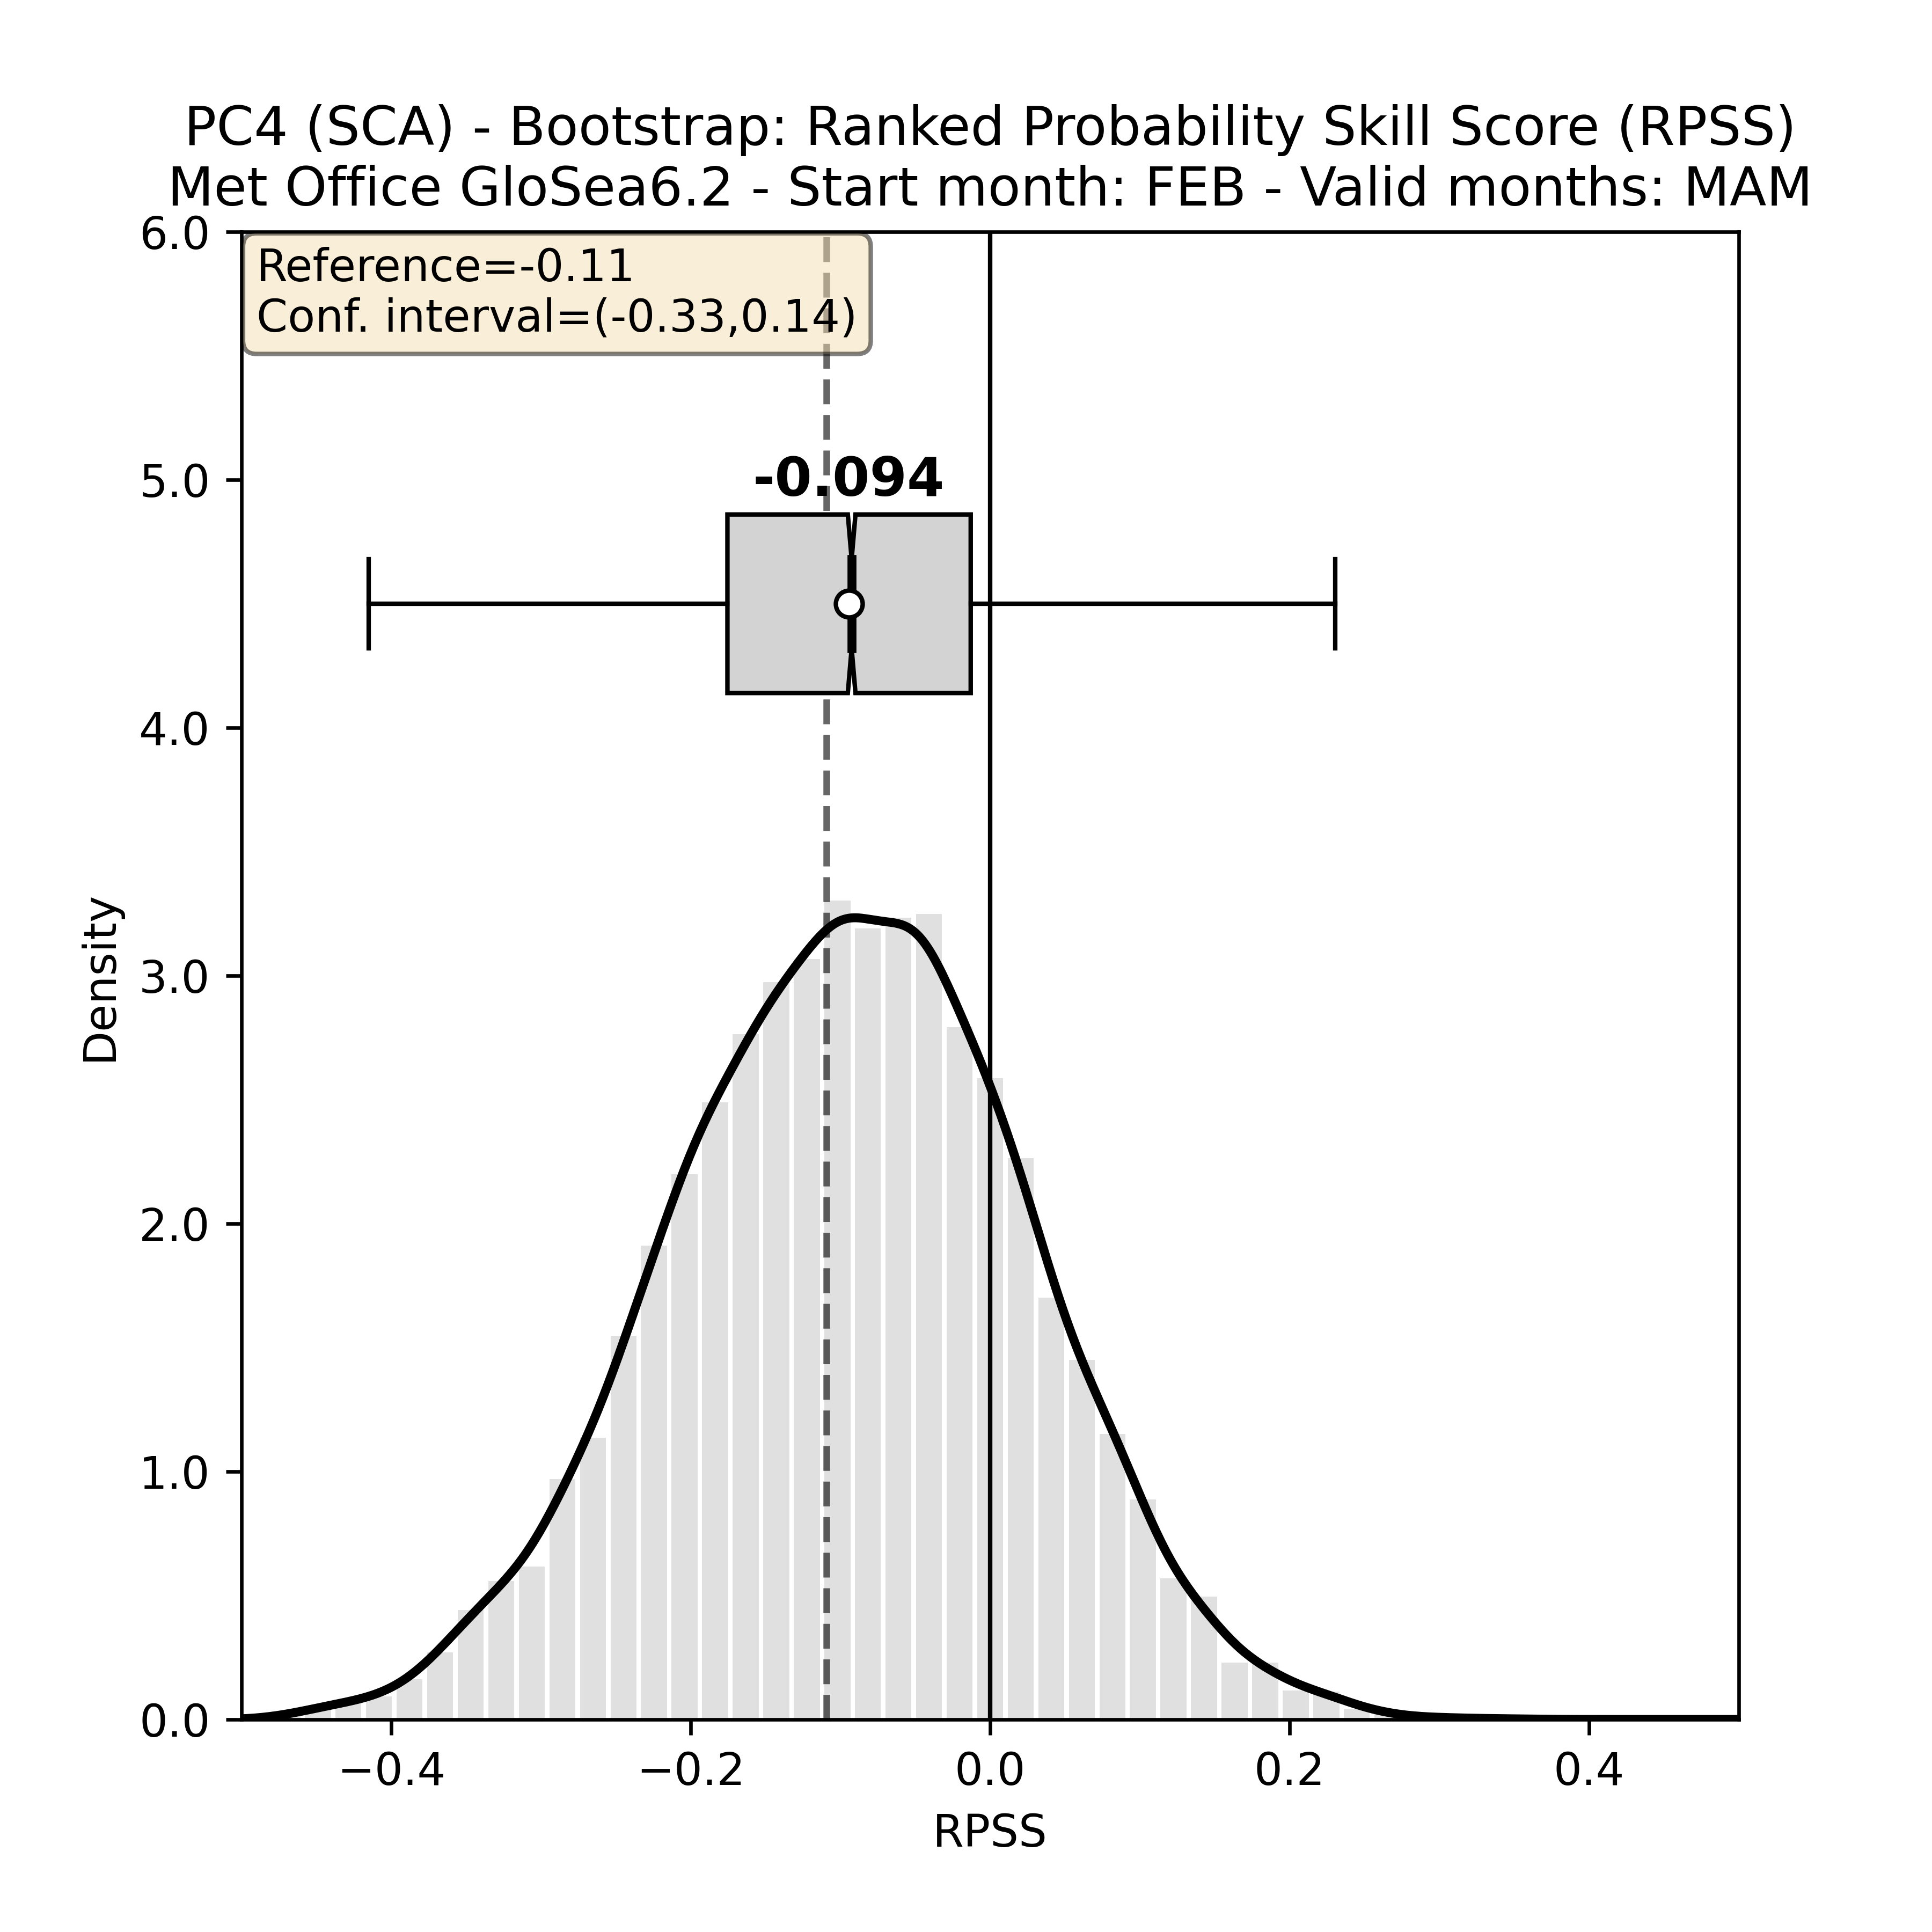 PC4 (SCA) - Bootstrap: Ranked Probability Skill Score (RPSS)
Met Office GloSea6.2 - Start month: FEB - Valid months: MAM
6.0
Reference=-0.11
Conf. interval=(-0.33,0.14)
-0.094
5.0
4.0
3.0
2.0
1.0
0.0
Density
−0.4
−0.2
0.0
0.2
0.4
RPSS